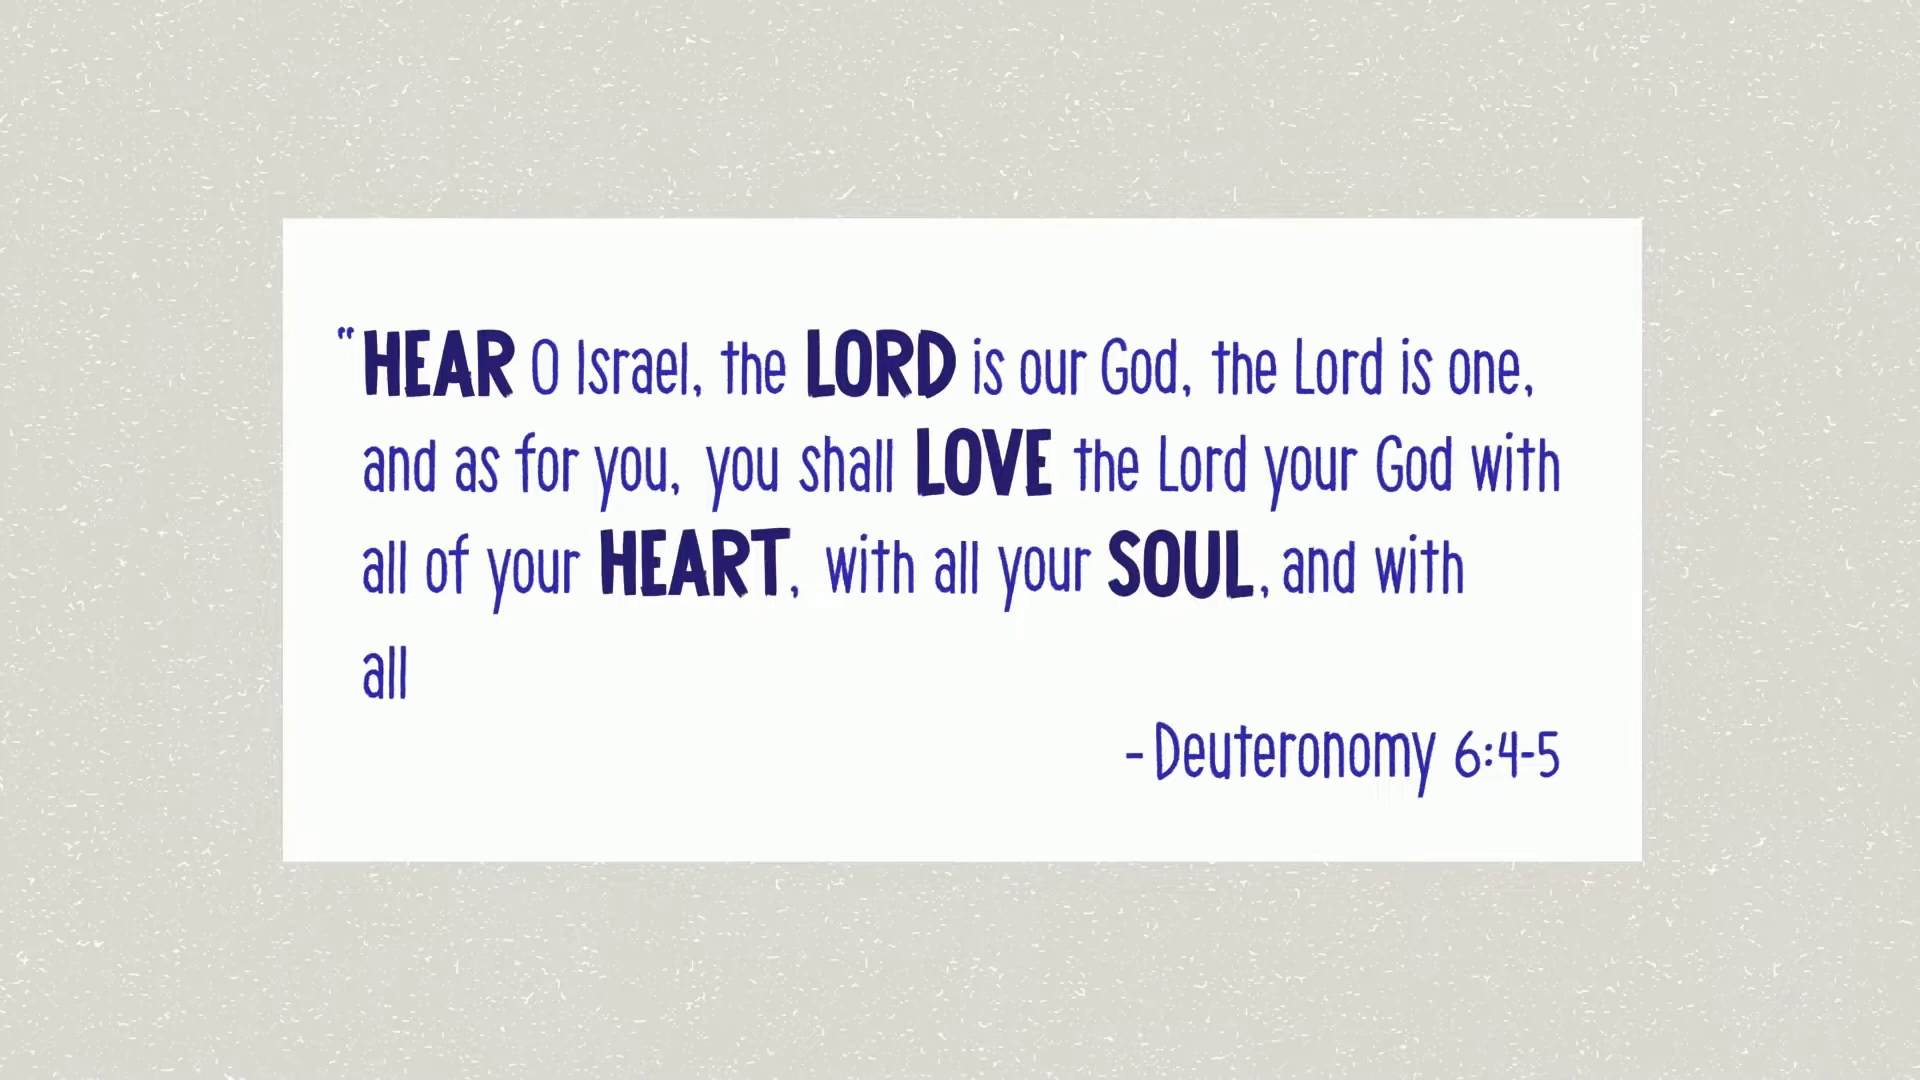 “HEAR O Israel, the LORD is our God, the Lord is one,
and as for you, you shall LOVE the Lord your God with
all of your HEART, with all your SOUL, and with
all
- Deuteronomy 6:4-5